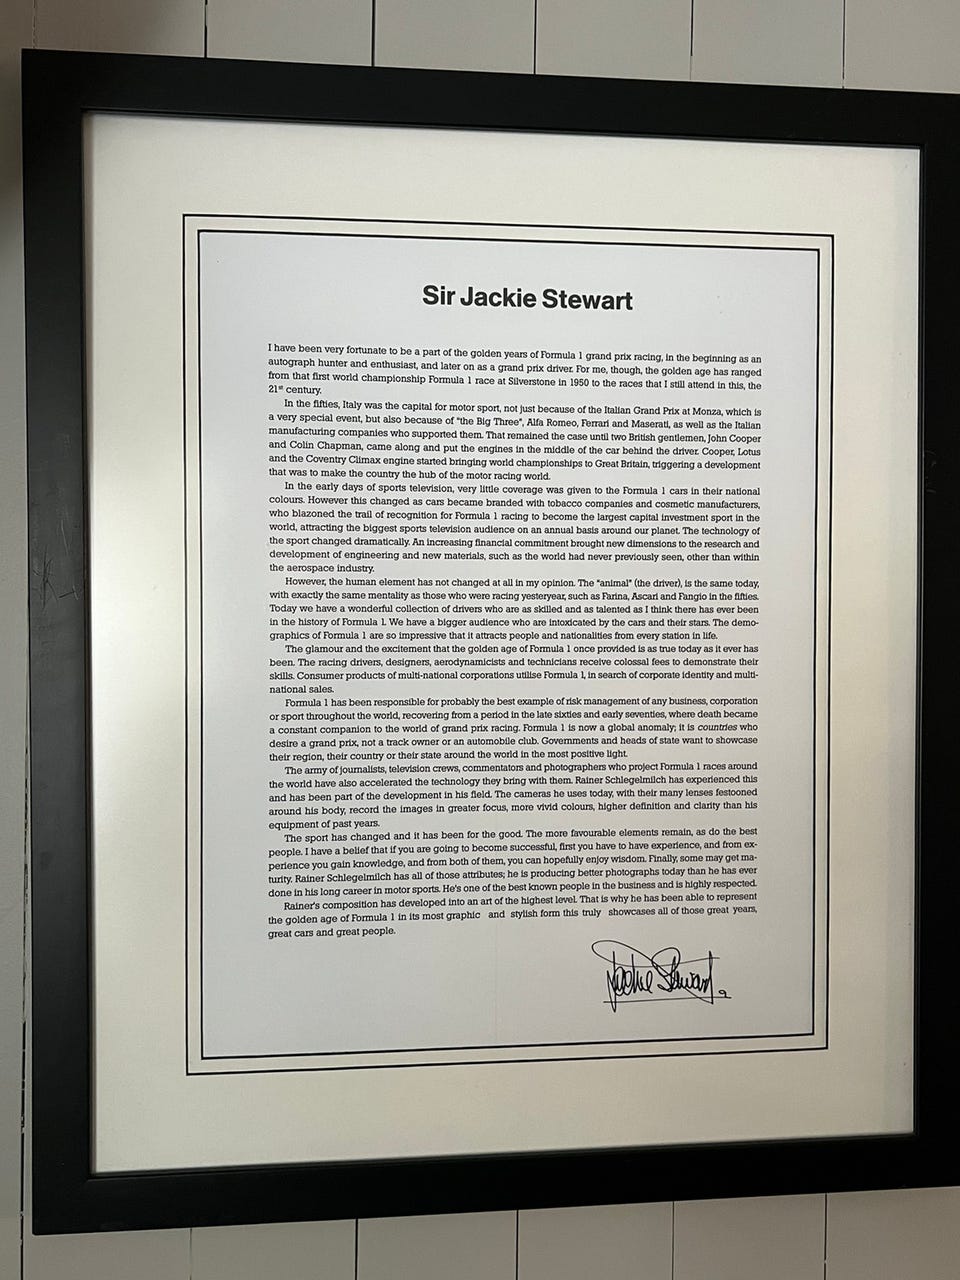 Sir Jackie Stewart
I have been very fortunate to be a part of the golden years of Formula 1 grand prix racing, in the beginning as an
autograph hunter and enthusiast, and later on as a grand prix driver. For me, though, the golden age has ranged
from that first world championship Formula 1 race at Silverstone in 1950 to the races that I still attend in this, the
21st century.
In the fifties, Italy was the capital for motor sport, not just because of the Italian Grand Prix at Monza, which is
a very special event, but also because of "the Big Three", Alfa Romeo, Ferrari and Maserati, as well as the Italian
manufacturing companies who supported them. That remained the case until two British gentlemen, John Cooper
and Colin Chapman, came along and put the engines in the middle of the car behind the driver. Cooper, Lotus
and the Coventry Climax engine started bringing world championships to Great Britain, triggering a development
that was to make the country the hub of the motor racing world.
In the early days of sports television, very little coverage was given to the Formula 1 cars in their national
colours. However this changed as cars became branded with tobacco companies and cosmetic manufacturers,
who blazoned the trail of recognition for Formula 1 racing to become the largest capital investment sport in the
world, attracting the biggest sports television audience on an annual basis around our planet. The technology of
the sport changed dramatically. An increasing financial commitment brought new dimensions to the research and
development of engineering and new materials, such as the world had never previously seen, other than within
the aerospace industry.
However, the human element has not changed at all in my opinion. The "animal" (the driver), is the same today,
with exactly the same mentality as those who were racing yesteryear, such as Farina, Ascari and Fangio in the fifties.
Today we have a wonderful collection of drivers who are as skilled and as talented as I think there has ever been
in the history of Formula 1. We have a bigger audience who are intoxicated by the cars and their stars. The demo-
graphics of Formula 1 are so impressive that it attracts people and nationalities from every station in life.
The glamour and the excitement that the golden age of Formula 1 once provided is as true today as it ever has
been. The racing drivers, designers, aerodynamicists and technicians receive colossal fees to demonstrate their
skills. Consumer products of multi-national corporations utilise Formula 1, in search of corporate identity and multi-
national sales.
Formula 1 has been responsible for probably the best example of risk management of any business, corporation
or sport throughout the world, recovering from a period in the late sixties and early seventies, where death became
a constant companion to the world of grand prix racing. Formula 1 is now a global anomaly; it is countries who
desire a grand prix, not a track owner or an automobile club. Governments and heads of state want to showcase
their region, their country or their state around the world in the most positive light.
The army of journalists, television crews, commentators and photographers who project Formula 1 races around
the world have also accelerated the technology they bring with them. Rainer Schlegelmilch has experienced this
and has been part of the development in his field. The cameras he uses today, with their many lenses festooned
around his body, record the images in greater focus, more vivid colours, higher definition and clarity than his
equipment of past years.
The sport has changed and it has been for the good. The more favourable elements remain, as do the best
people. I have a belief that if you are going to become successful, first you have to have experience, and from ex-
perience you gain knowledge, and from both of them, you can hopefully enjoy wisdom. Finally, some may get ma-
turity. Rainer Schlegelmilch has all of those attributes; he is producing better photographs today than he has ever
done in his long career in motor sports. He's one of the best known people in the business and is highly respected.
Rainer's composition has developed into an art of the highest level. That is why he has been able to represent
the golden age of Formula 1 in its most graphic and stylish form this truly showcases all of those great years,
great cars and great people.
Jackie Stewart